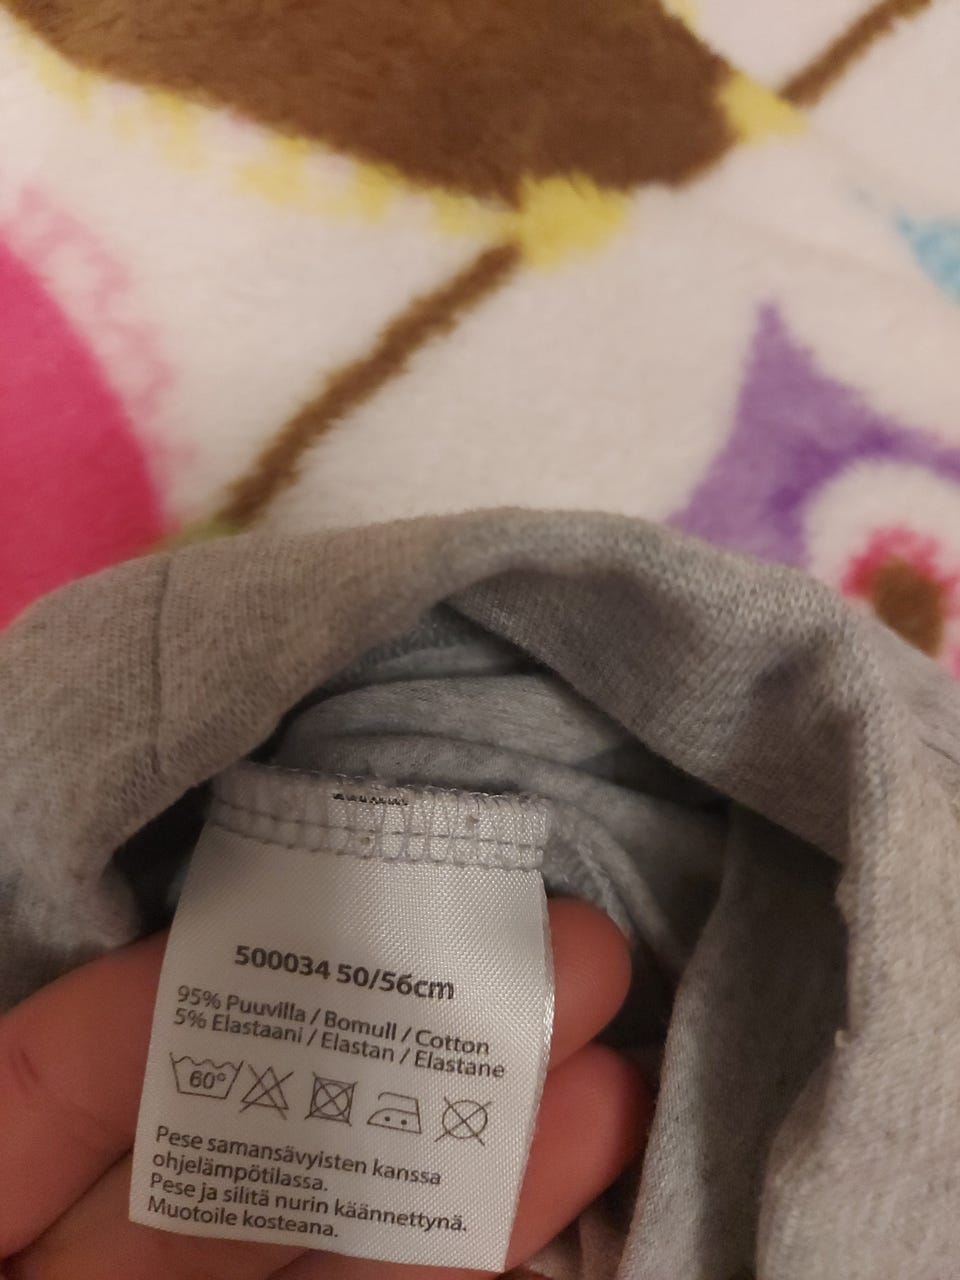 500034 50/56cm
95% Puuvilla / Bomull / Cotton
5% Elastaani / Elastan / Elastane
60°
Pese samansävyisten kanssa
ohjelämpötilassa.
Pese ja silitä nurin käännettynä.
Muotoile kosteana.